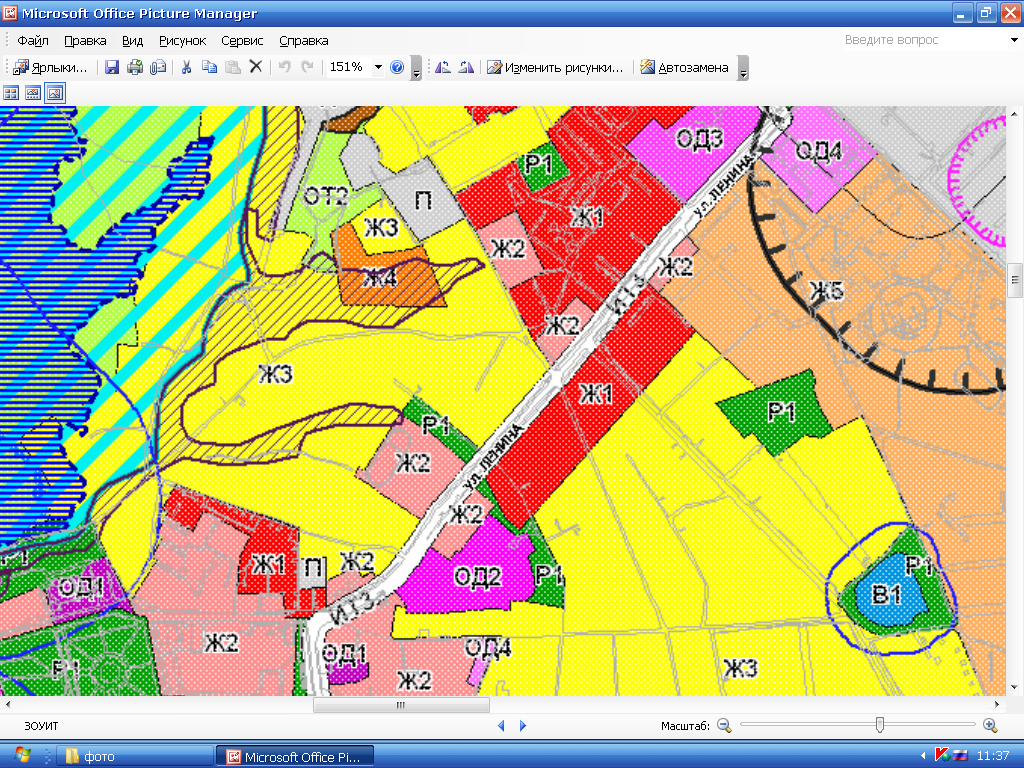 Microsoft Office Picture Manager
Файл Правка Вид Рисунок Сервис Справка Введите вопрос
Ярлыки... 151% Изменить рисунки... Автозамена
ОД3
ОД4
Р1
ул. ЛЕНИНА
ОТ2
П
Ж3
Ж1
Ж2
Ж2
Ж4
Ж5
И т 3
Ж2
Ж3
Ж1
Р1
Р1
ул. ЛЕНИНА
Ж2
Ж2
Ж1
П
Ж2
ОД2
Р1
Р1
Р1
ОД1
В1
И т 3
Ж2
ОД1
ОД4
Р1
Ж2
Ж3
ЗОУИТ Масштаб:
фото Microsoft Office Pi... 11:37